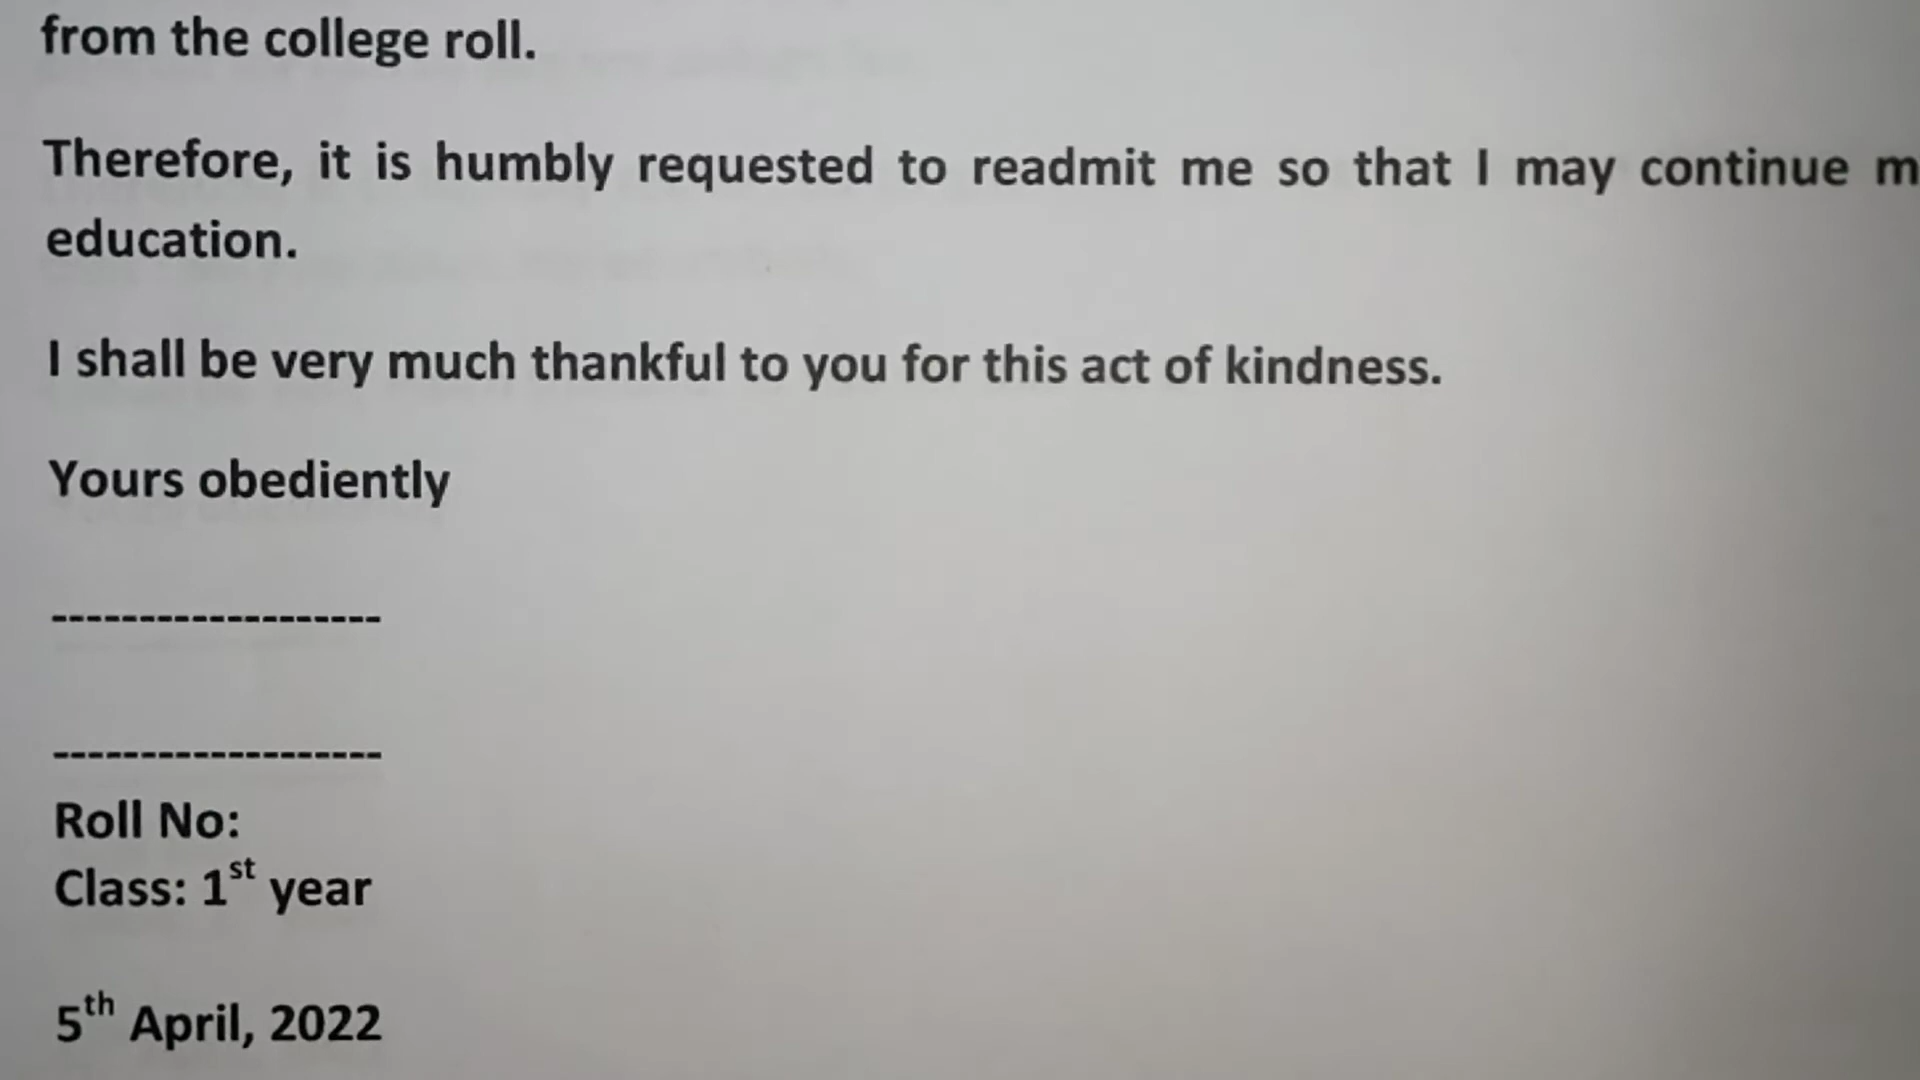 from the college roll.
Therefore, it is humbly requested to readmit me so that I may continue m
education.
I shall be very much thankful to you for this act of kindness.
Yours obediently
-------------------
-------------------
Roll No:
Class: 1st year
5th April, 2022